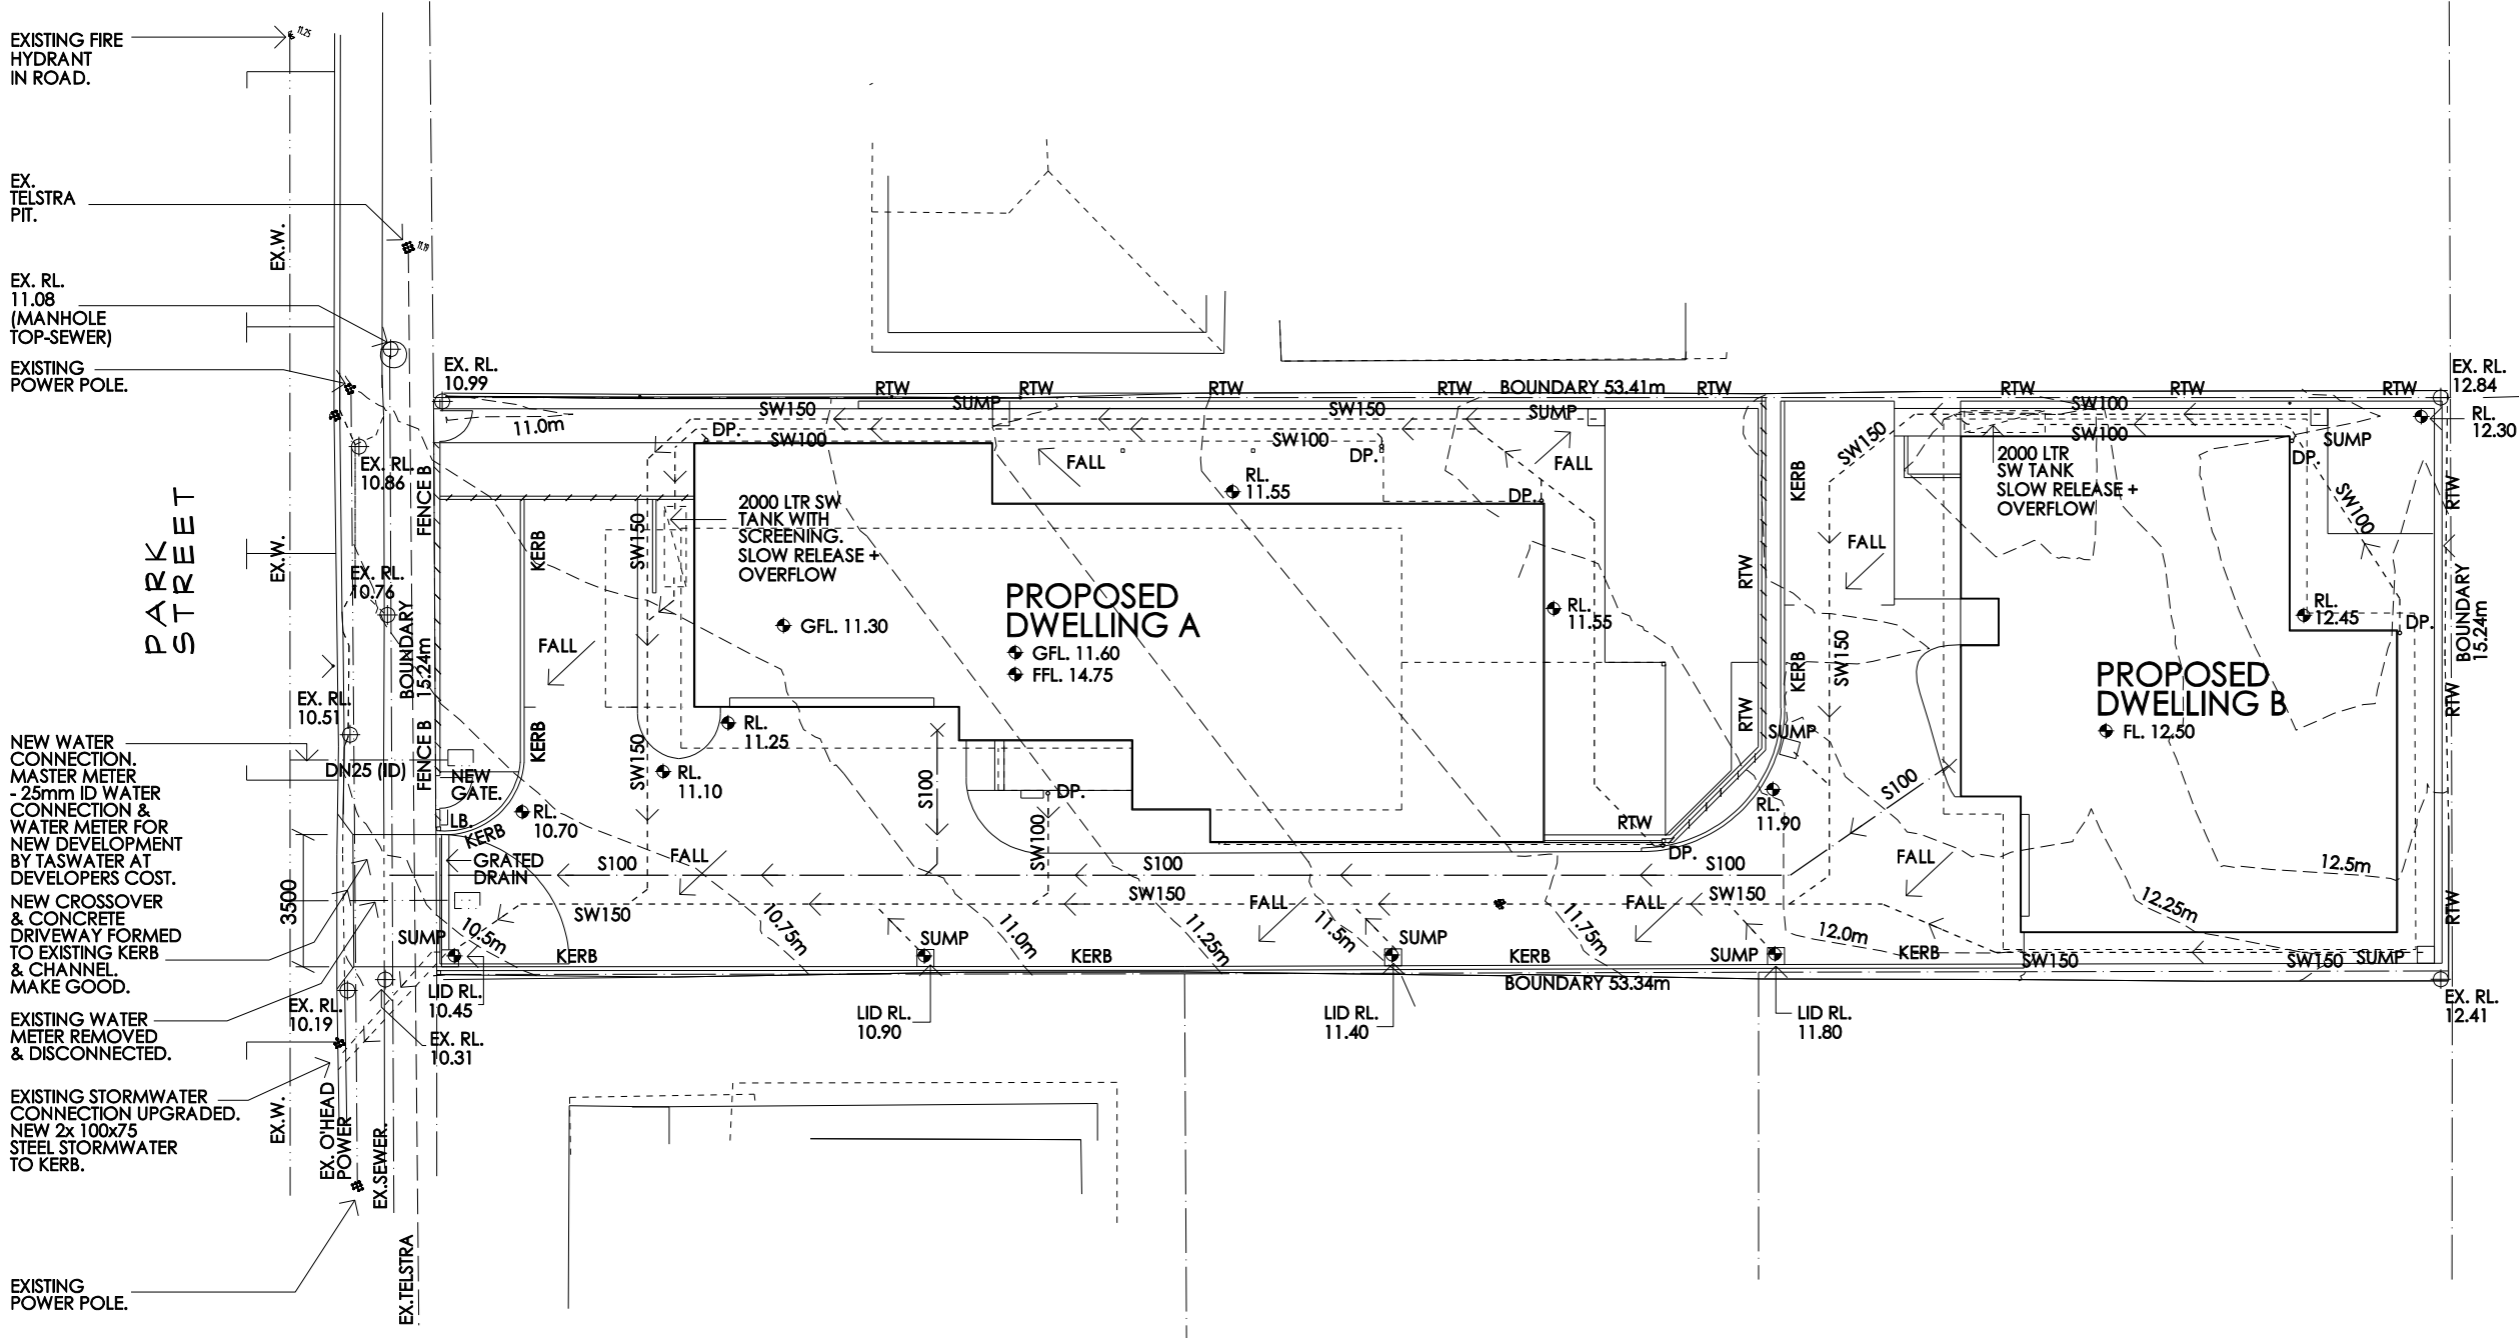 EXISTING FIRE
HYDRANT
IN ROAD.
11.25
EX.
TELSTRA
PIT.
11.19
EX. RL.
11.08
(MANHOLE
TOP-SEWER)
EXISTING
POWER POLE.
EX.W.
EX.W.
EX.W.
PARK
STREET
EX. RL.
10.99
EX. RL.
10.86
EX. RL.
10.76
EX. RL.
10.51
BOUNDARY
15.24m
FENCE B
FENCE B
NEW WATER
CONNECTION.
MASTER METER
- 25mm ID WATER
CONNECTION &
WATER METER FOR
NEW DEVELOPMENT
BY TASWATER AT
DEVELOPERS COST.
NEW CROSSOVER
& CONCRETE
DRIVEWAY FORMED
TO EXISTING KERB
& CHANNEL.
MAKE GOOD.
EXISTING WATER
METER REMOVED
& DISCONNECTED.
EXISTING STORMWATER
CONNECTION UPGRADED.
NEW 2x 100x75
STEEL STORMWATER
TO KERB.
EXISTING
POWER POLE.
DN25 (ID)
3500
NEW
GATE.
LB.
KERB
GRATED
DRAIN
SUMP
LID RL.
10.45
EX. RL.
10.19
EX. RL.
10.31
EX. O'HEAD
POWER
EX.SEWER.
EX.TELSTRA
RTW
RTW
RTW
RTW
BOUNDARY 53.41m
RTW
RTW
RTW
RTW
EX. RL.
12.84
11.0m
SW150
SUMP
SW150
SUMP
SW100
SW100
DP.
DP.
DP.
FALL
FALL
RL.
11.55
2000 LTR SW
TANK WITH
SCREENING.
SLOW RELEASE +
OVERFLOW
SW150
KERB
KERB
FALL
SW150
GFL. 11.30
PROPOSED
DWELLING A
GFL. 11.60
FFL. 14.75
RL.
11.55
RL.
11.25
RL.
11.10
RL.
10.70
S100
SW100
DP.
RTW
RTW
RTW
KERB
KERB
SUMP
RL.
11.90
DP.
SW150
SW150
FALL
SW100
SW100
2000 LTR
SW TANK
SLOW RELEASE +
OVERFLOW
SUMP
DP.
SW100
RL.
12.30
RTW
RL.
12.45
DP.
BOUNDARY
15.24m
RTW
RTW
PROPOSED
DWELLING B
FL. 12.50
S100
FALL
12.5m
12.25m
S100
FALL
S100
S100
SW150
SW150
SW150
FALL
FALL
10.5m
10.75m
11.0m
11.25m
11.5m
11.75m
12.0m
KERB
SUMP
KERB
SUMP
KERB
SUMP
KERB
SW150
SW150
SUMP
BOUNDARY 53.34m
LID RL.
10.90
LID RL.
11.40
LID RL.
11.80
EX. RL.
12.41